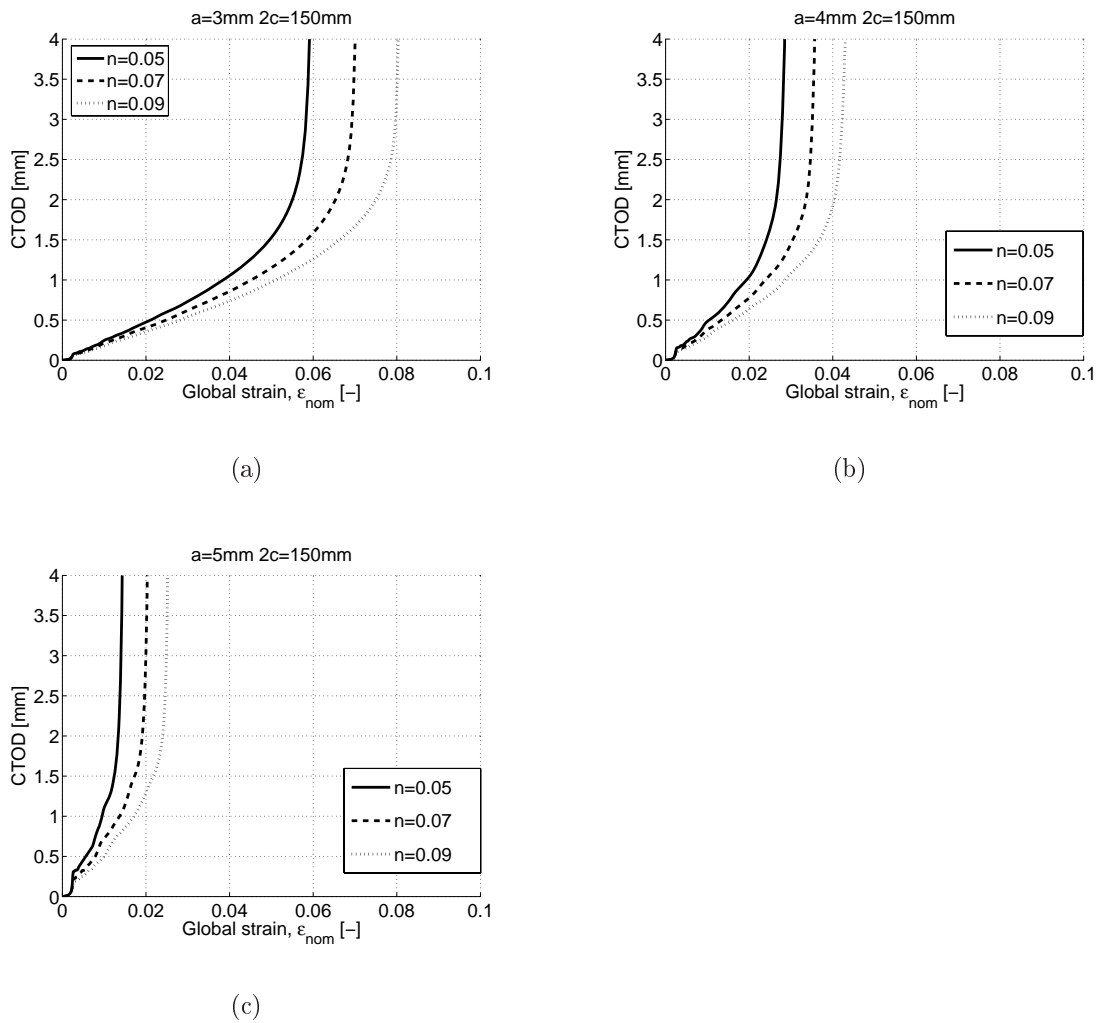 a=3mm 2c=150mm
4
3.5
3
2.5
2
1.5
1
0.5
0
CTOD [mm]
n=0.05
n=0.07
n=0.09
0 0.02 0.04 0.06 0.08 0.1
Global strain, εnom [−]
(a)
a=4mm 2c=150mm
4
3.5
3
2.5
2
1.5
1
0.5
0
CTOD [mm]
n=0.05
n=0.07
n=0.09
0 0.02 0.04 0.06 0.08 0.1
Global strain, εnom [−]
(b)
a=5mm 2c=150mm
4
3.5
3
2.5
2
1.5
1
0.5
0
CTOD [mm]
n=0.05
n=0.07
n=0.09
0 0.02 0.04 0.06 0.08 0.1
Global strain, εnom [−]
(c)